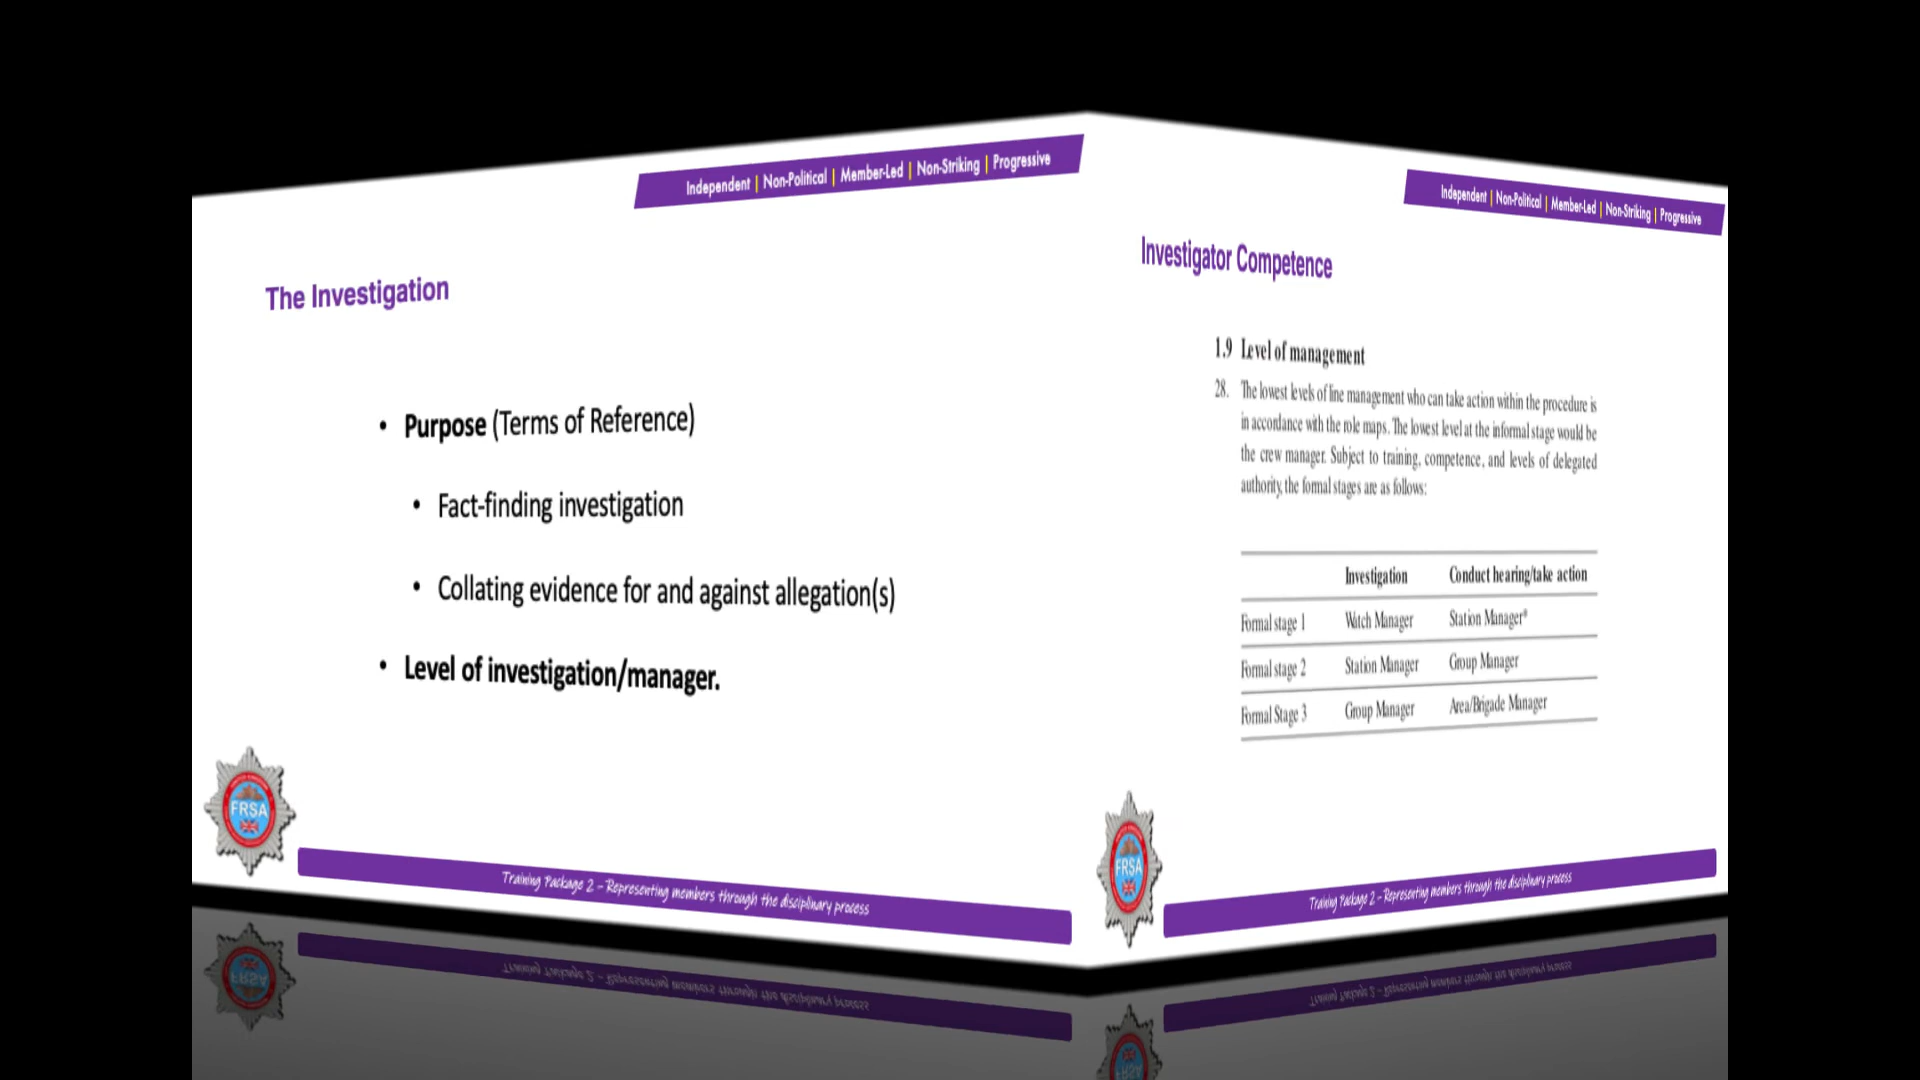 Independent | Non-Political | Member-Led | Non-Striking | Progressive
The Investigation
• Purpose (Terms of Reference)
• Fact-finding investigation
• Collating evidence for and against allegation(s)
• Level of investigation/manager.
FRSA
Training Package 2 – Representing members through the disciplinary process
Independent | Non-Political | Member-Led | Non-Striking | Progressive
Investigator Competence
1.9 Level of management
28. The lowest levels of line management who can take action within the procedure is
in accordance with the role maps. The lowest level at the informal stage would be
the crew manager. Subject to training, competence, and levels of delegated
authority, the formal stages are as follows:
Investigation Conduct hearing/take action
Formal stage 1 Watch Manager Station Manager*
Formal stage 2 Station Manager Group Manager
Formal Stage 3 Group Manager Area/Brigade Manager
FRSA
Training Package 2 – Representing members through the disciplinary process